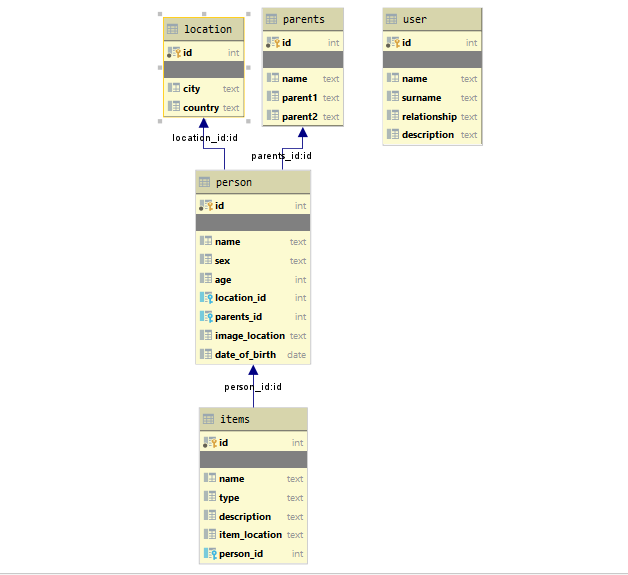 location
id int
city text
country text
parents
id int
name text
parent1 text
parent2 text
user
id int
name text
surname text
relationship text
description text
location_id:id
parents_id:id
person
id int
name text
sex text
age int
location_id int
parents_id int
image_location text
date_of_birth date
person_id:id
items
id int
name text
type text
description text
item_location text
person_id int